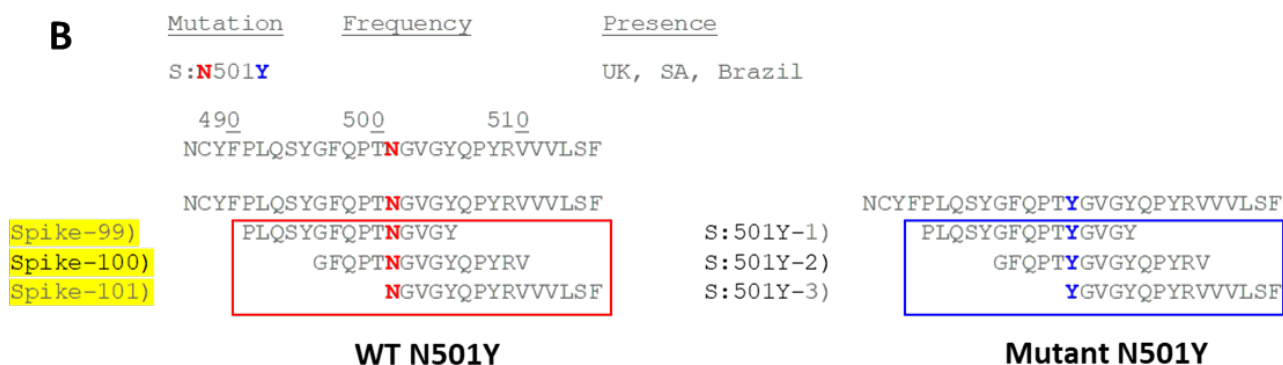 B
Mutation Frequency Presence
S:N501Y UK, SA, Brazil
490 500 510
NCYFPLQSYGFQPTNGVGYQPYRVVVLSF
NCYFPLQSYGFQPTNGVGYQPYRVVVLSF NCYFPLQSYGFQPTYGVGYQPYRVVVLSF
Spike-99) PLQSYGFQPTNGVGY S:501Y-1) PLQSYGFQPTYGVGY
Spike-100) GFQPTNGVGYQPYRV S:501Y-2) GFQPTYGVGYQPYRV
Spike-101) NGVGYQPYRVVVLSF S:501Y-3) YGVGYQPYRVVVLSF
WT N501Y Mutant N501Y